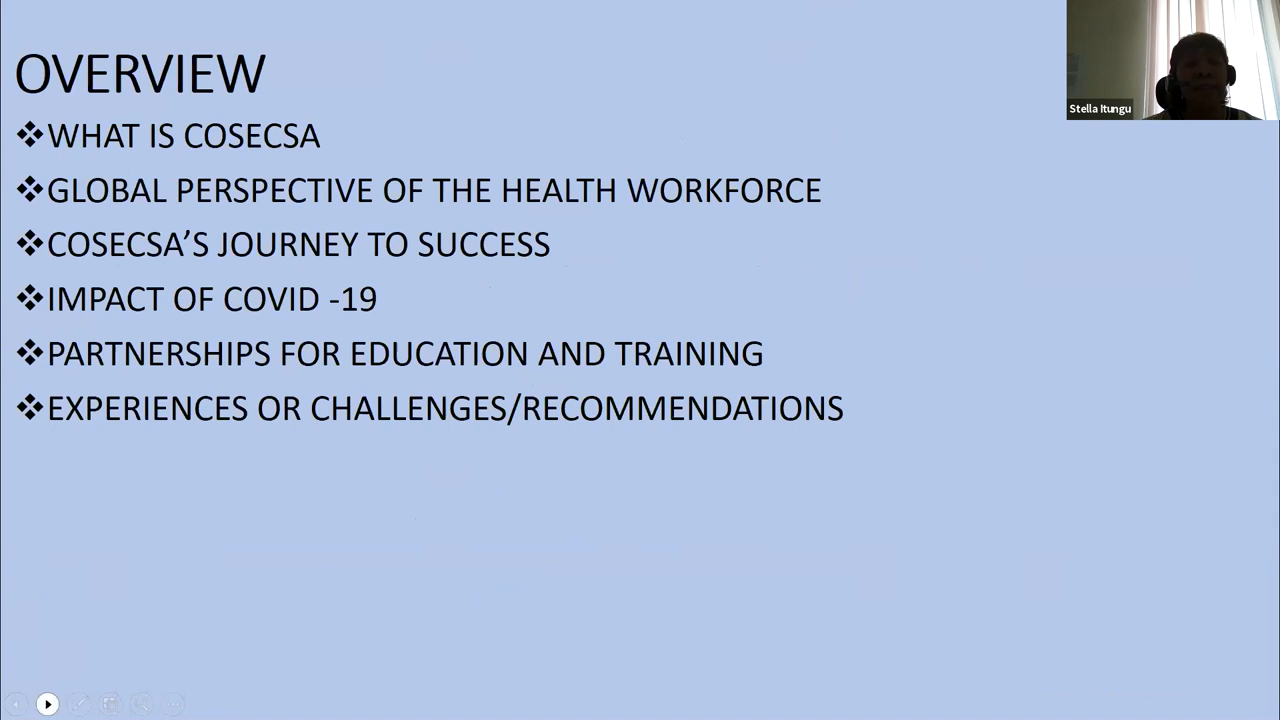 OVERVIEW
❖WHAT IS COSECSA
❖GLOBAL PERSPECTIVE OF THE HEALTH WORKFORCE
❖COSECSA’S JOURNEY TO SUCCESS
❖IMPACT OF COVID -19
❖PARTNERSHIPS FOR EDUCATION AND TRAINING
❖EXPERIENCES OR CHALLENGES/RECOMMENDATIONS
Stella Itungu